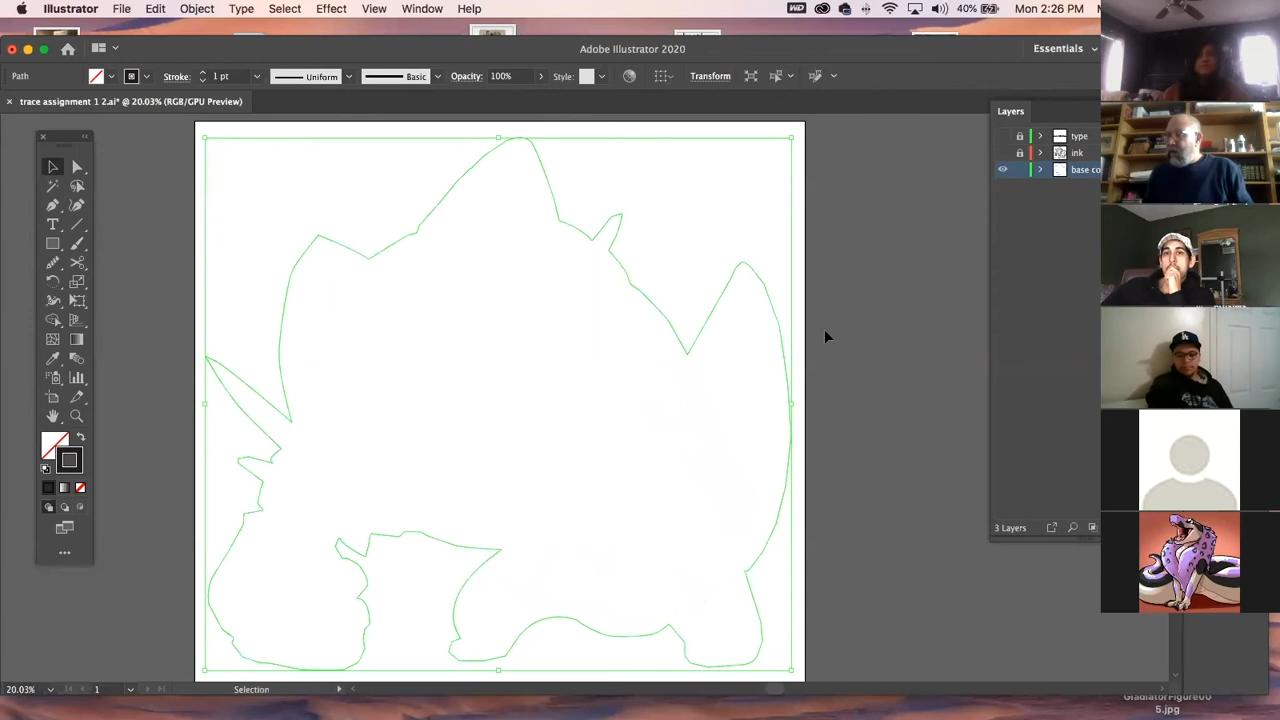 Illustrator File Edit Object Type Select Effect View Window Help
40% Mon 2:26 PM
Adobe Illustrator 2020
Essentials
Path Stroke: 1 pt Uniform Basic Opacity: 100% Style: Transform
× trace assignment 1 2.ai* @ 20.03% (RGB/GPU Preview)
Layers
type
ink
base co
3 Layers
20.03% 1 Selection
GladiatorFigure00
5.jpg